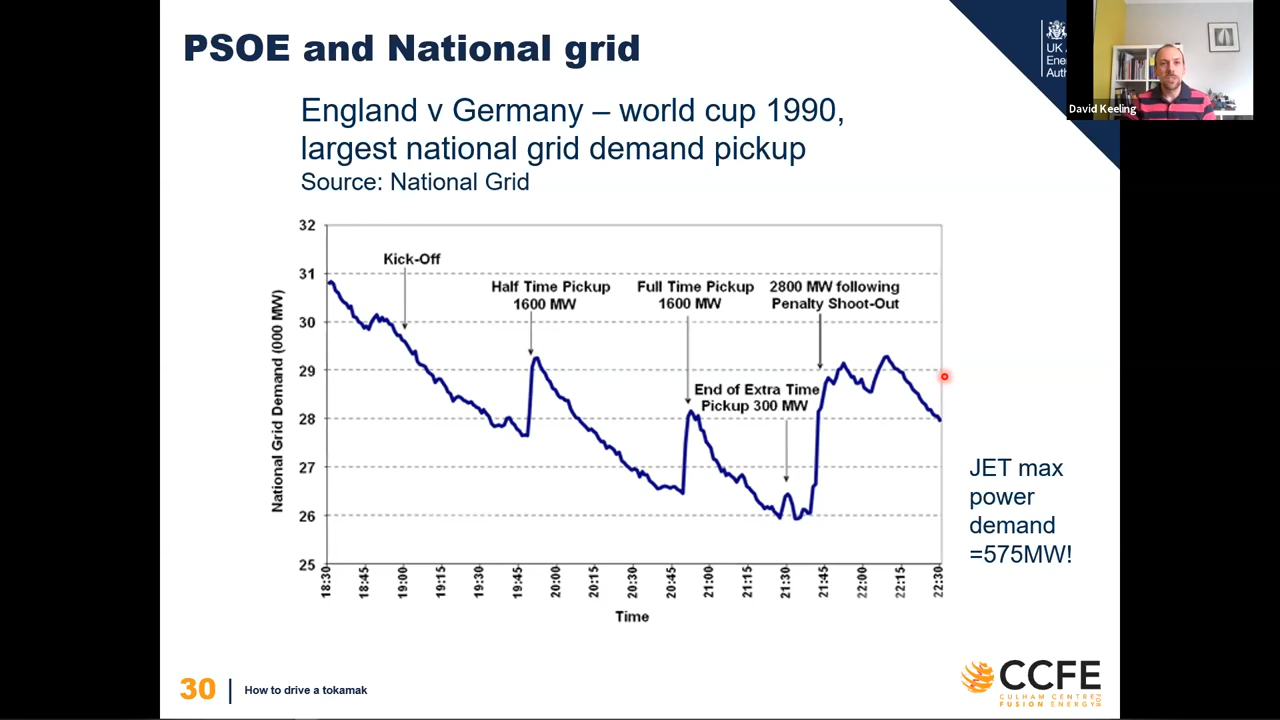 PSOE and National grid
UK A
Ener
Auth
David Keeling
England v Germany – world cup 1990,
largest national grid demand pickup
Source: National Grid
32
31
30
29
28
27
26
25
National Grid Demand (000 MW)
Kick-Off
Half Time Pickup
1600 MW
Full Time Pickup
1600 MW
2800 MW following
Penalty Shoot-Out
End of Extra Time
Pickup 300 MW
18:30
18:45
19:00
19:15
19:30
19:45
20:00
20:15
20:30
20:45
21:00
21:15
21:30
21:45
22:00
22:15
22:30
Time
JET max
power
demand
=575MW!
30
How to drive a tokamak
CCFE
CULHAM CENTRE
FOR
FUSION ENERGY